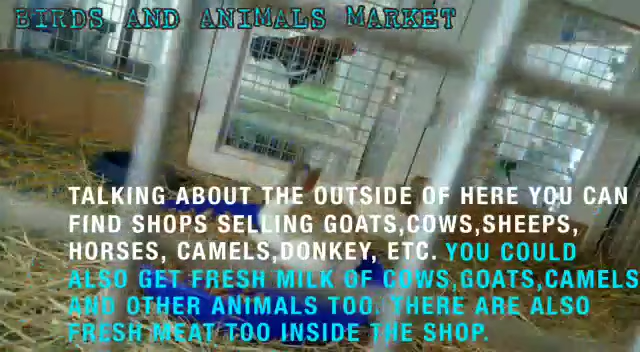 BIRDS AND ANIMALS MARKET
TALKING ABOUT THE OUTSIDE OF HERE YOU CAN
FIND SHOPS SELLING GOATS,COWS,SHEEPS,
HORSES, CAMELS,DONKEY, ETC. YOU COULD
ALSO GET FRESH MILK OF COWS,GOATS,CAMELS
AND OTHER ANIMALS TOO. THERE ARE ALSO
FRESH MEAT TOO INSIDE THE SHOP.